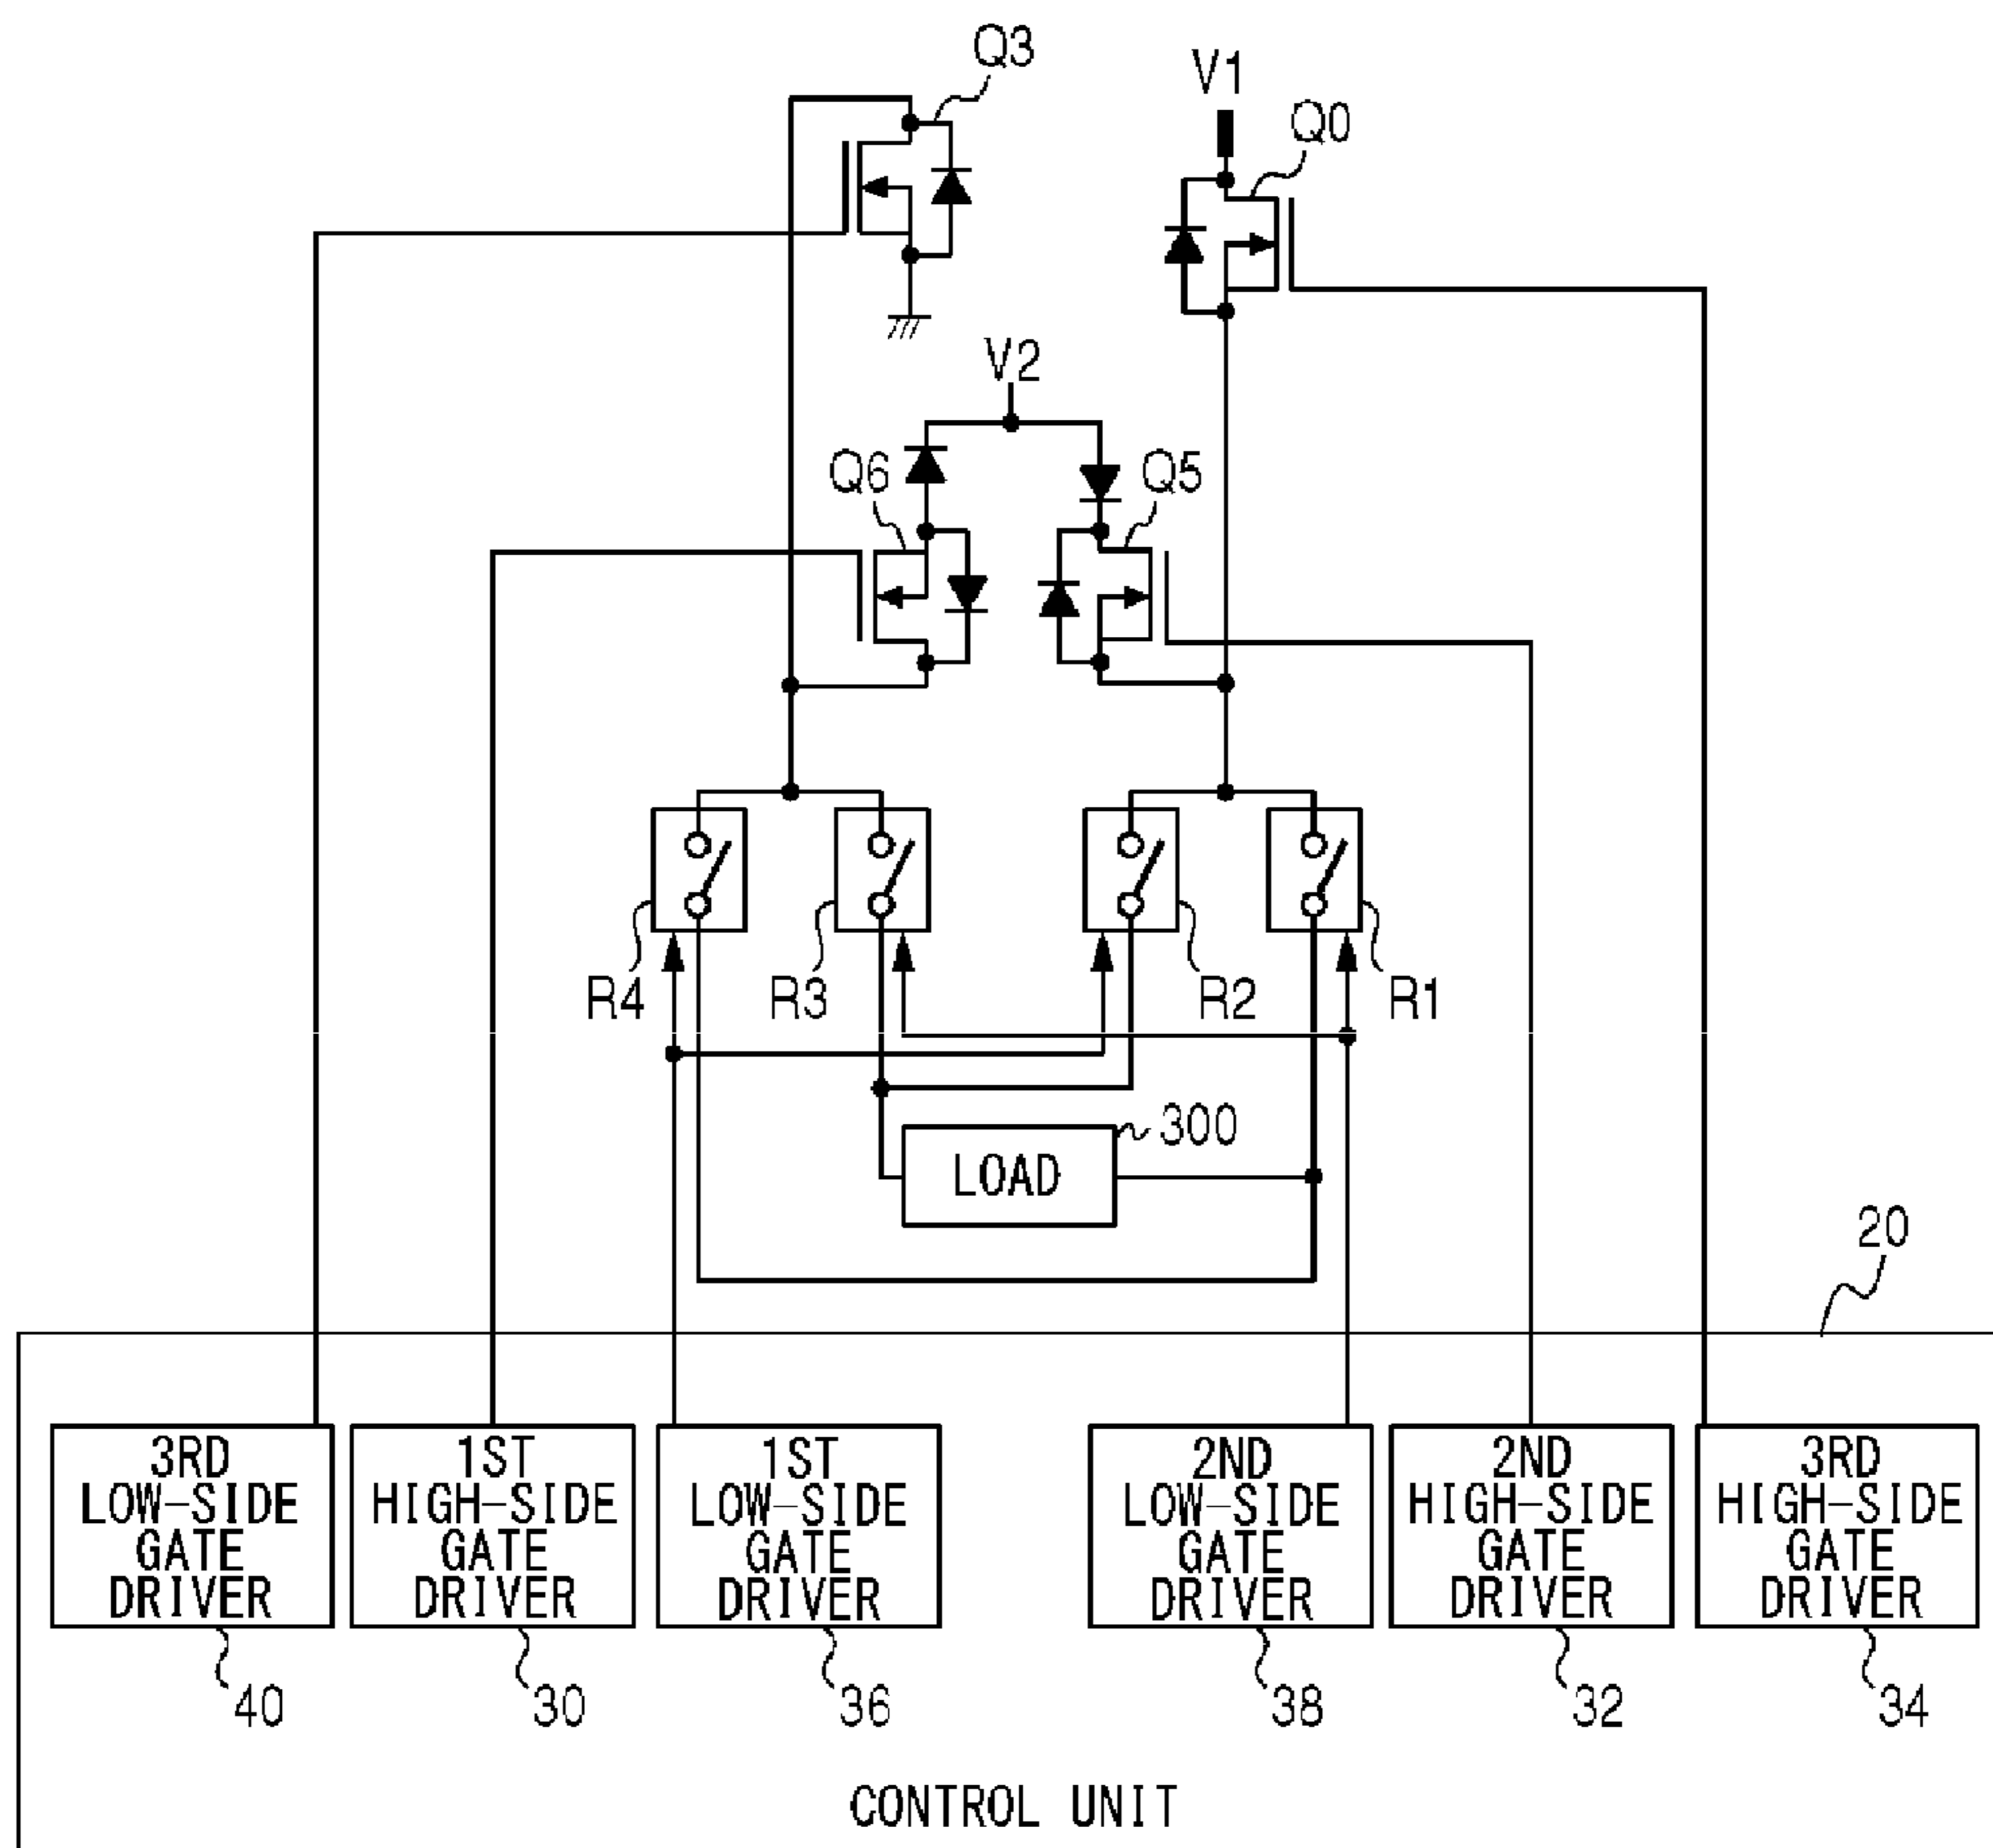 Q3
V1
Q0
V2
Q6
Q5
R4
R3
R2
R1
300
LOAD
20
3RD
LOW-SIDE
GATE
DRIVER
1ST
HIGH-SIDE
GATE
DRIVER
1ST
LOW-SIDE
GATE
DRIVER
2ND
LOW-SIDE
GATE
DRIVER
2ND
HIGH-SIDE
GATE
DRIVER
3RD
HIGH-SIDE
GATE
DRIVER
40
30
36
38
32
34
CONTROL UNIT